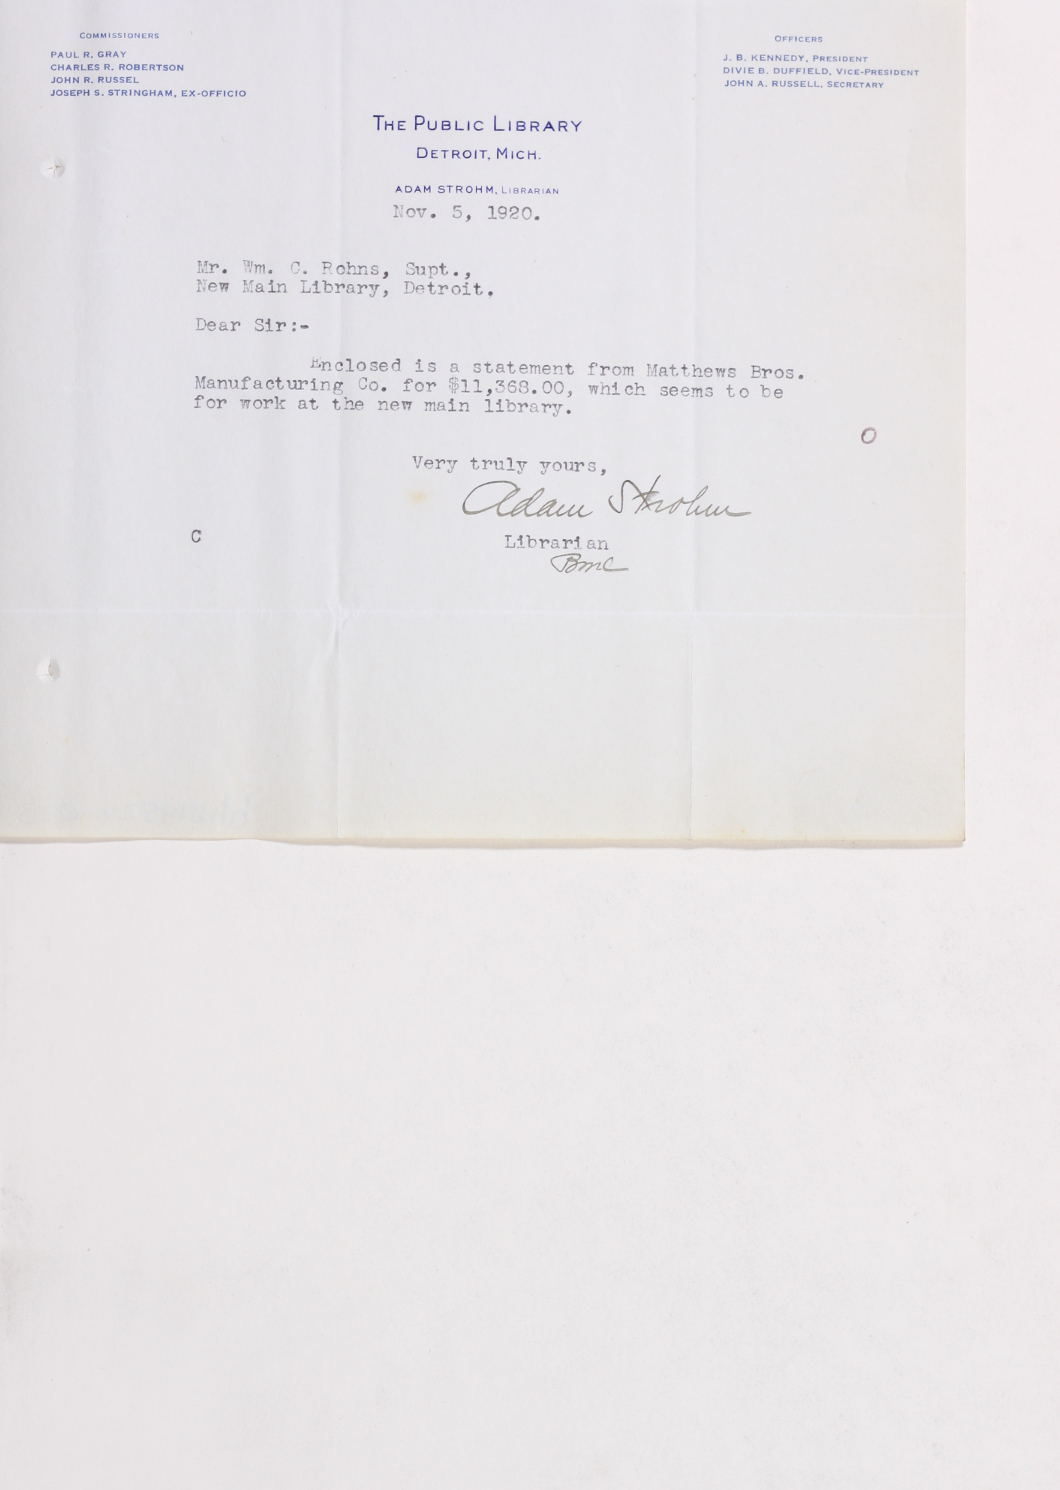 COMMISSIONERS
PAUL R. GRAY
CHARLES R. ROBERTSON
JOHN R. RUSSEL
JOSEPH S. STRINGHAM, EX-OFFICIO
OFFICERS
J. B. KENNEDY, PRESIDENT
DIVIE B. DUFFIELD, VICE-PRESIDENT
JOHN A. RUSSELL, SECRETARY
THE PUBLIC LIBRARY
DETROIT, MICH.
ADAM STROHM, LIBRARIAN
Nov. 5, 1920.
Mr. Wm. C. Rohns, Supt.,
New Main Library, Detroit.
Dear Sir:-
Enclosed is a statement from Matthews Bros.
Manufacturing Co. for $11,368.00, which seems to be
for work at the new main library.
Very truly yours,
Adam Strohm
C
Librarian
BmC